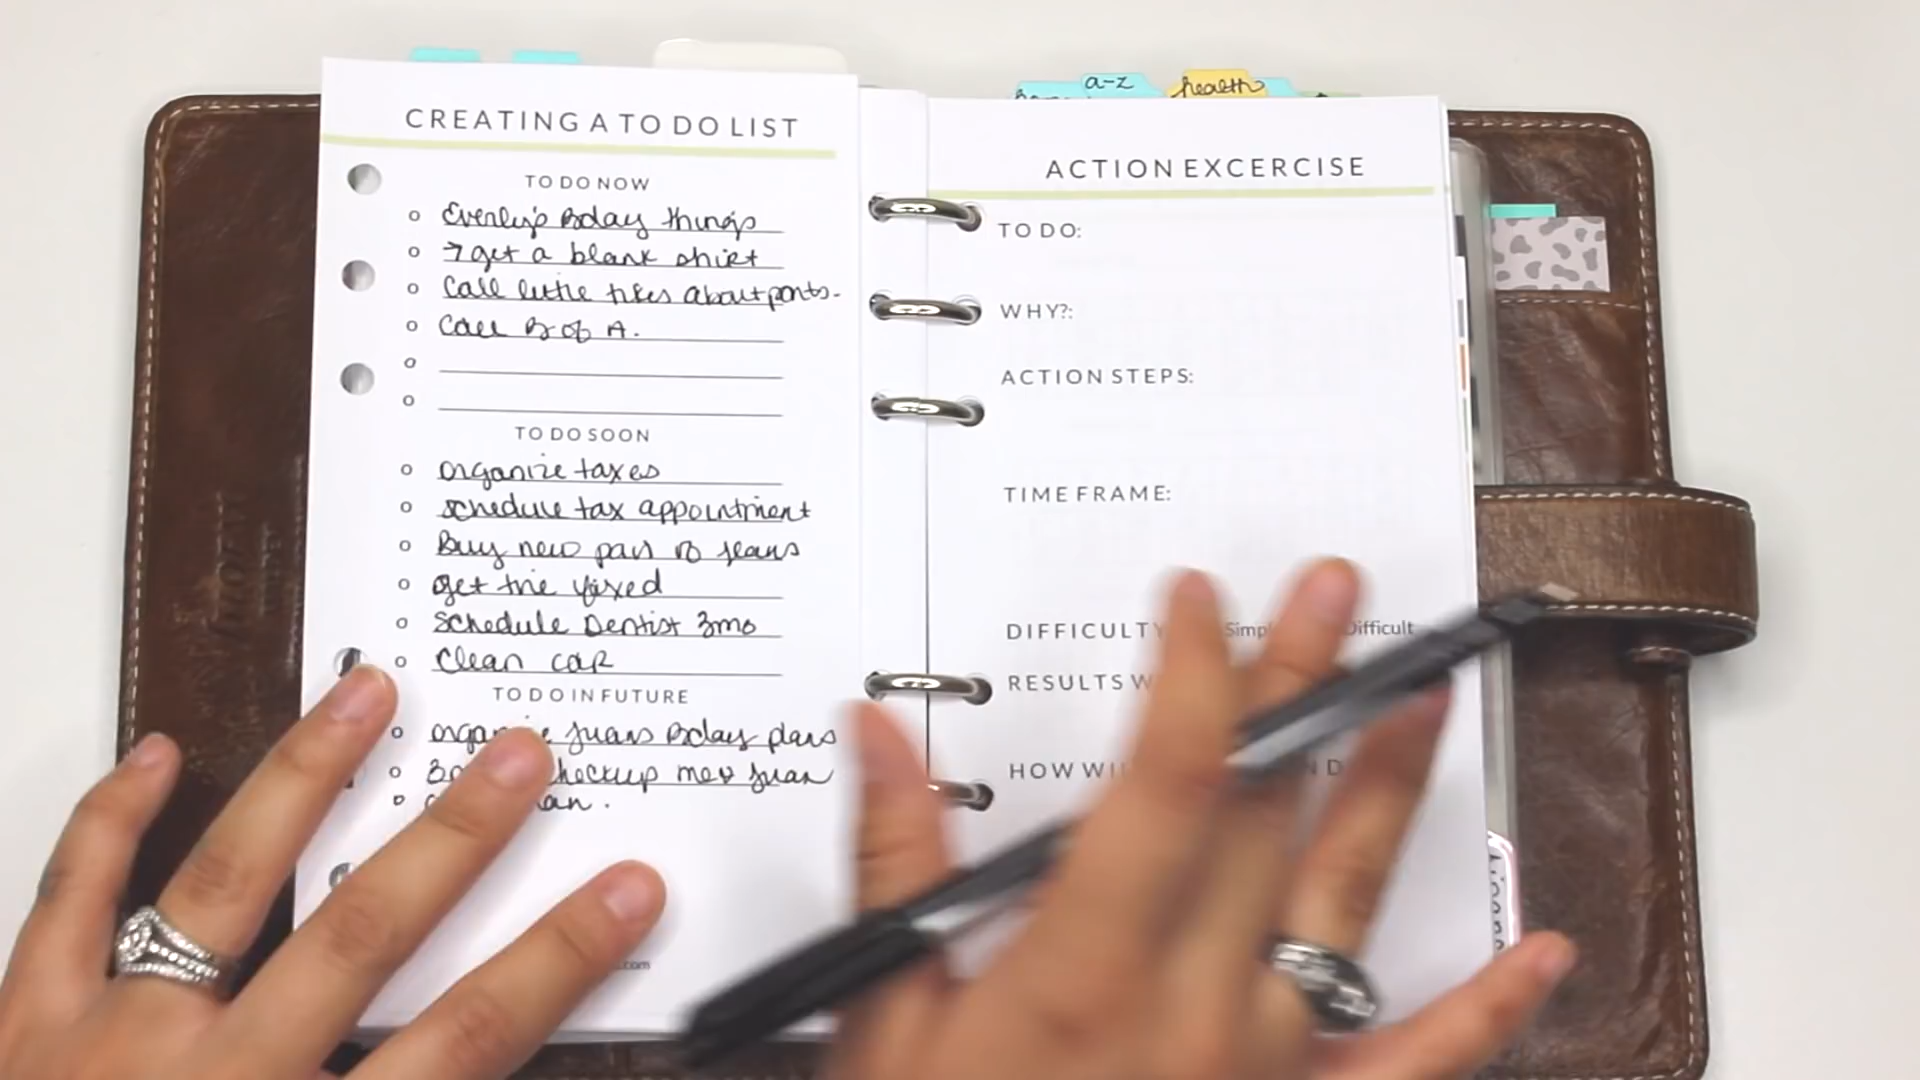 a-z
health
CREATING A TO DO LIST
TO DO NOW
Everly's Bday things
→ get a blank shirt
Call little tikes about parts.
Call B of A.
TO DO SOON
organize taxes
schedule tax appointment
Buy new pair of jeans
get tire fixed
Schedule Dentist 3mo
Clean car
TO DO IN FUTURE
Juans Bday plans
checkup me & Juan
.com
ACTION EXCERCISE
TO DO:
WHY?:
ACTION STEPS:
TIME FRAME:
DIFFICULTY Difficult
RESULTS
HOW